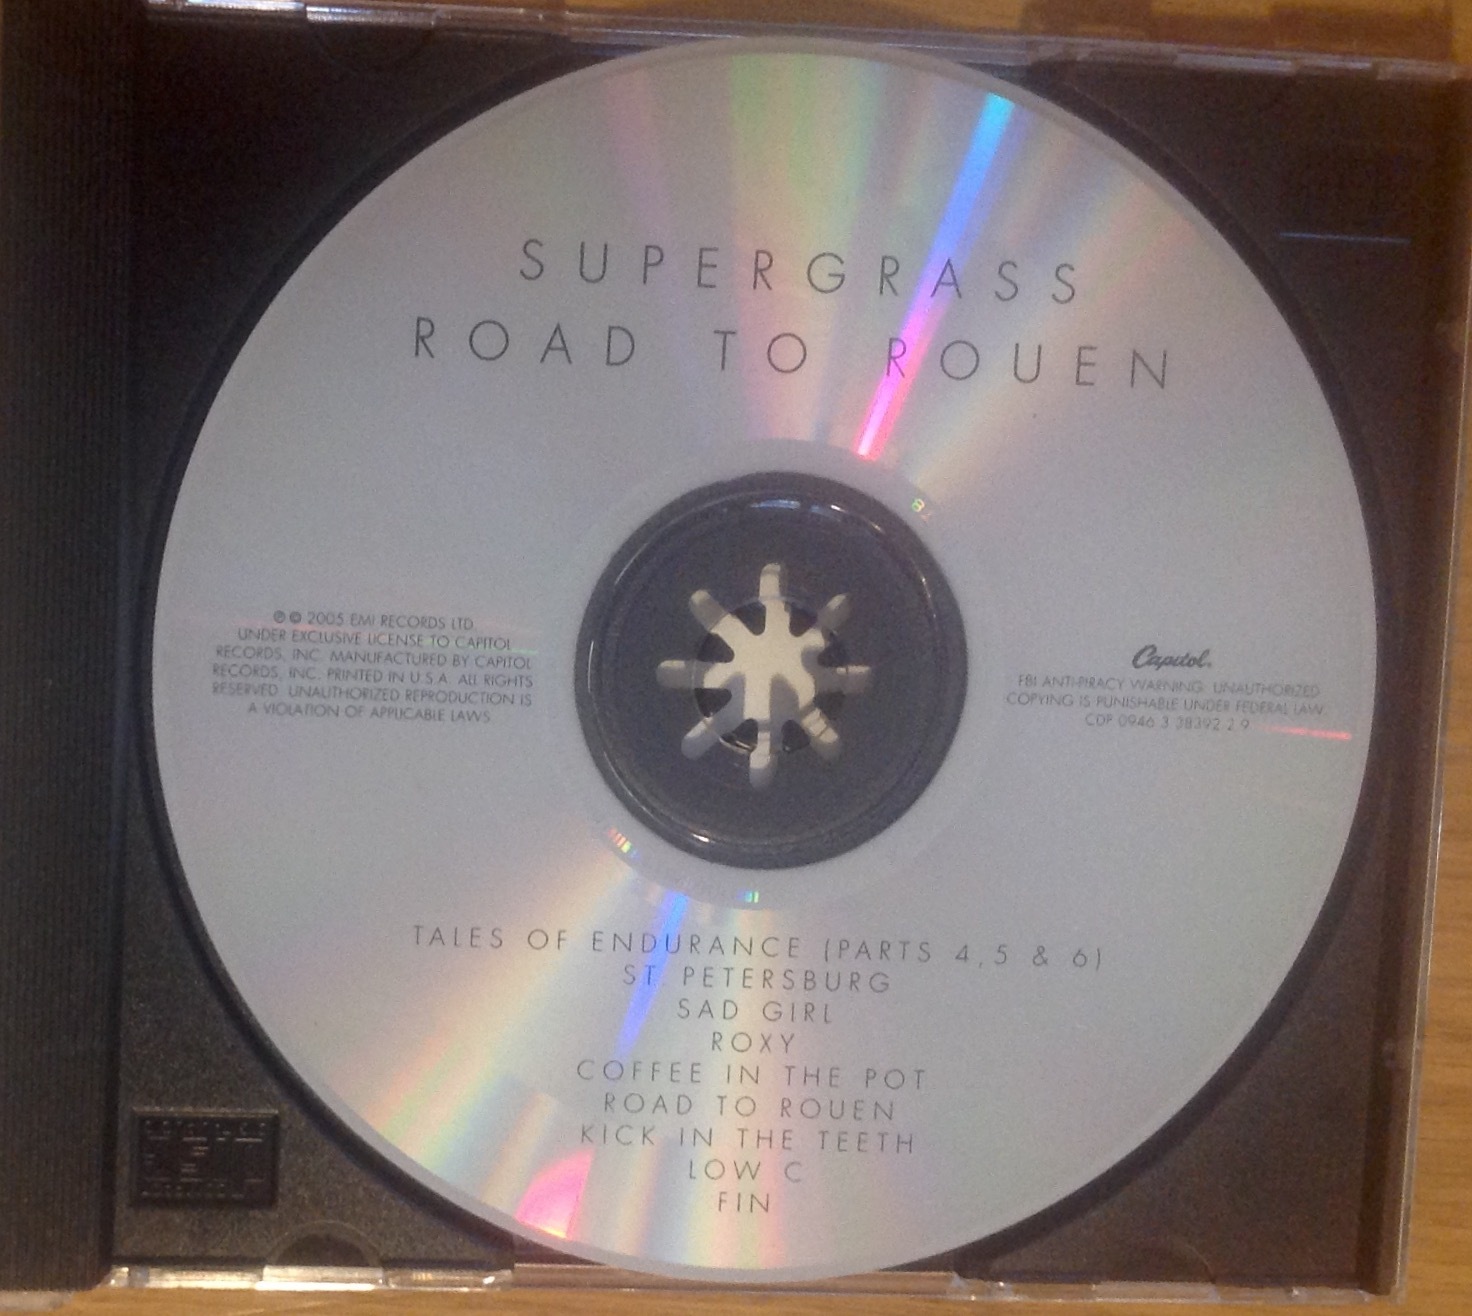 SUPERGRASS
ROAD TO ROUEN
℗ © 2005 EMI RECORDS LTD.
UNDER EXCLUSIVE LICENSE TO CAPITOL
RECORDS, INC. MANUFACTURED BY CAPITOL
RECORDS, INC. PRINTED IN U.S.A. ALL RIGHTS
RESERVED. UNAUTHORIZED REPRODUCTION IS
A VIOLATION OF APPLICABLE LAWS
Capitol.
FBI ANTI-PIRACY WARNING: UNAUTHORIZED
COPYING IS PUNISHABLE UNDER FEDERAL LAW.
CDP 0946 3 38392 2 9
TALES OF ENDURANCE (PARTS 4, 5 & 6)
ST. PETERSBURG
SAD GIRL
ROXY
COFFEE IN THE POT
ROAD TO ROUEN
KICK IN THE TEETH
LOW C
FIN